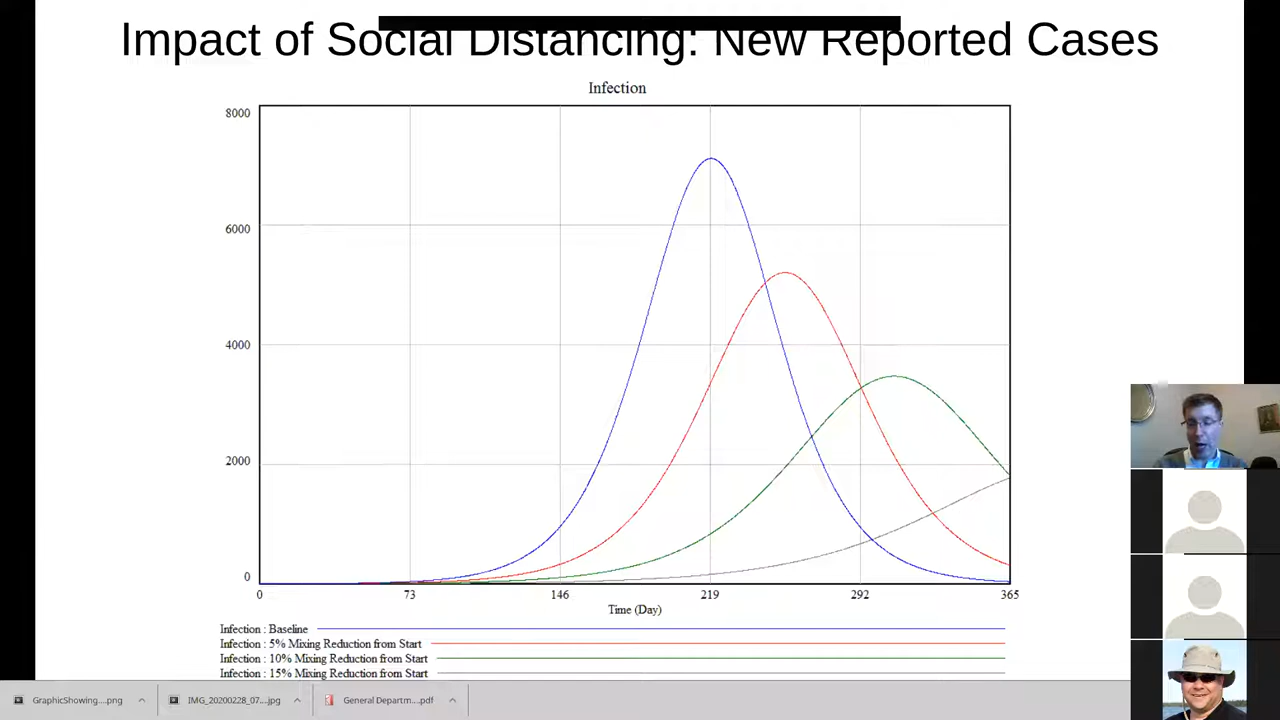 Impact of Social Distancing: New Reported Cases
Infection
8000
6000
4000
2000
0
0 73 146 219 292 365
Time (Day)
Infection : Baseline
Infection : 5% Mixing Reduction from Start
Infection : 10% Mixing Reduction from Start
Infection : 15% Mixing Reduction from Start
GraphicShowing....png IMG_20200228_07...jpg General Departm...pdf